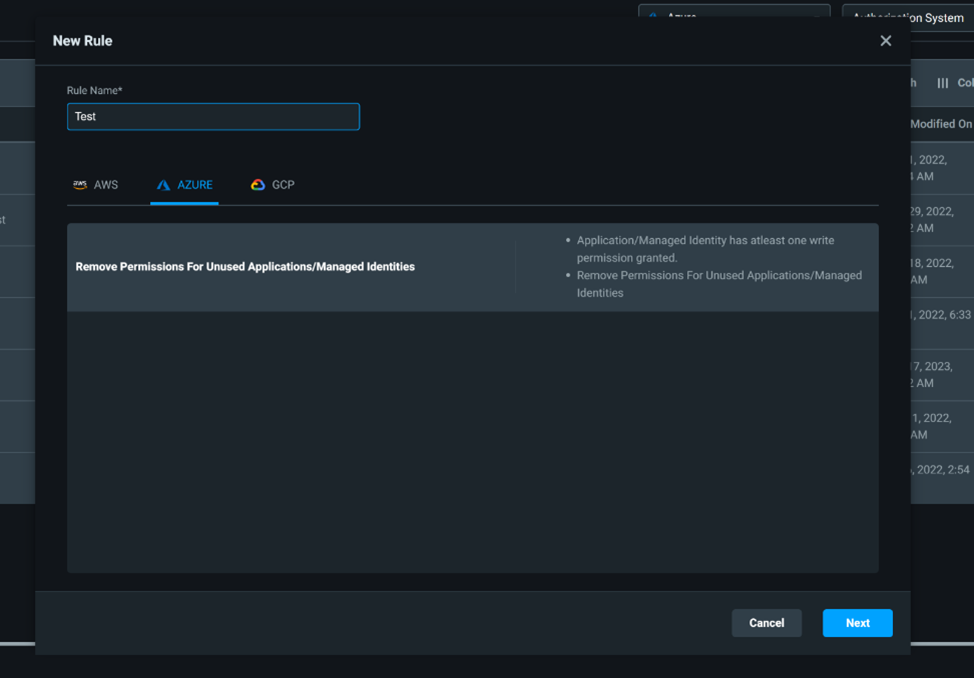 Azure
Authorization System
New Rule
Rule Name*
Col
Test
Modified On
1, 2022,
AM
aws AWS
AZURE
GCP
29, 2022,
2 AM
Application/Managed Identity has atleast one write
permission granted.
Remove Permissions For Unused Applications/Managed Identities
Remove Permissions For Unused Applications/Managed
Identities
18, 2022,
AM
1, 2022, 6:33
17, 2023,
2 AM
1, 2022,
AM
, 2022, 2:54
Cancel
Next